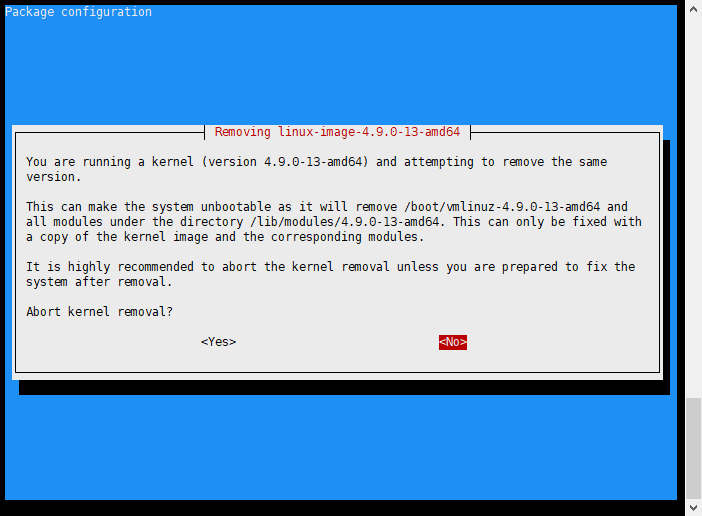 Package configuration
Removing linux-image-4.9.0-13-amd64
You are running a kernel (version 4.9.0-13-amd64) and attempting to remove the same
version.
This can make the system unbootable as it will remove /boot/vmlinuz-4.9.0-13-amd64 and
all modules under the directory /lib/modules/4.9.0-13-amd64. This can only be fixed with
a copy of the kernel image and the corresponding modules.
It is highly recommended to abort the kernel removal unless you are prepared to fix the
system after removal.
Abort kernel removal?
<Yes> <No>